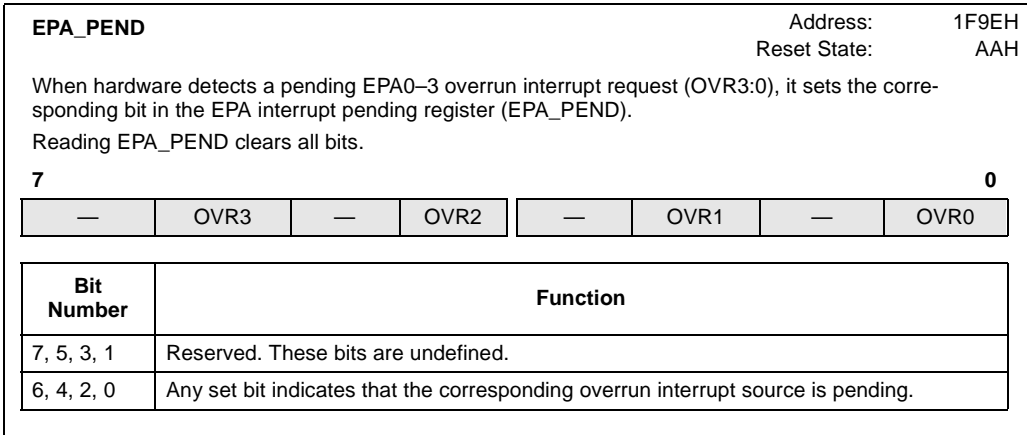 EPA_PEND Address: 1F9EH
Reset State: AAH
When hardware detects a pending EPA0–3 overrun interrupt request (OVR3:0), it sets the corre-
sponding bit in the EPA interrupt pending register (EPA_PEND).
Reading EPA_PEND clears all bits.
7 0
— OVR3 — OVR2 — OVR1 — OVR0
Bit
Number
Function
7, 5, 3, 1 Reserved. These bits are undefined.
6, 4, 2, 0 Any set bit indicates that the corresponding overrun interrupt source is pending.